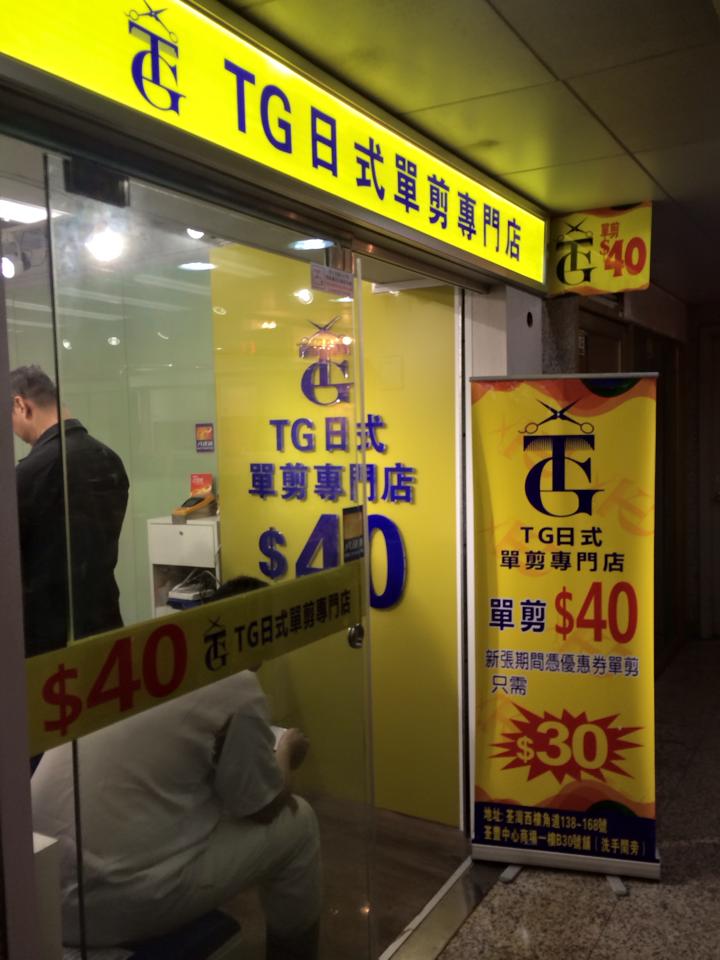 TG
TG日式單剪專門店
TG
單剪
$40
TG
TG日式
單剪專門店
$40
$40
TG
TG日式單剪專門店
TG
TG日式
單剪專門店
單剪 $40
新張期間憑優惠券單剪
只需
$30
地址: 荃灣西樓角道138-168號
荃豐中心商場一樓B30號舖（洗手間旁）